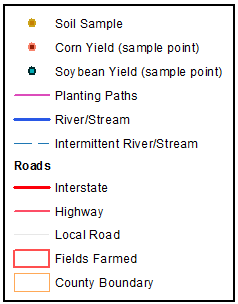 Soil Sample
Corn Yield (sample point)
Soybean Yield (sample point)
Planting Paths
River/Stream
Intermittent River/Stream
Roads
Interstate
Highway
Local Road
Fields Farmed
County Boundary